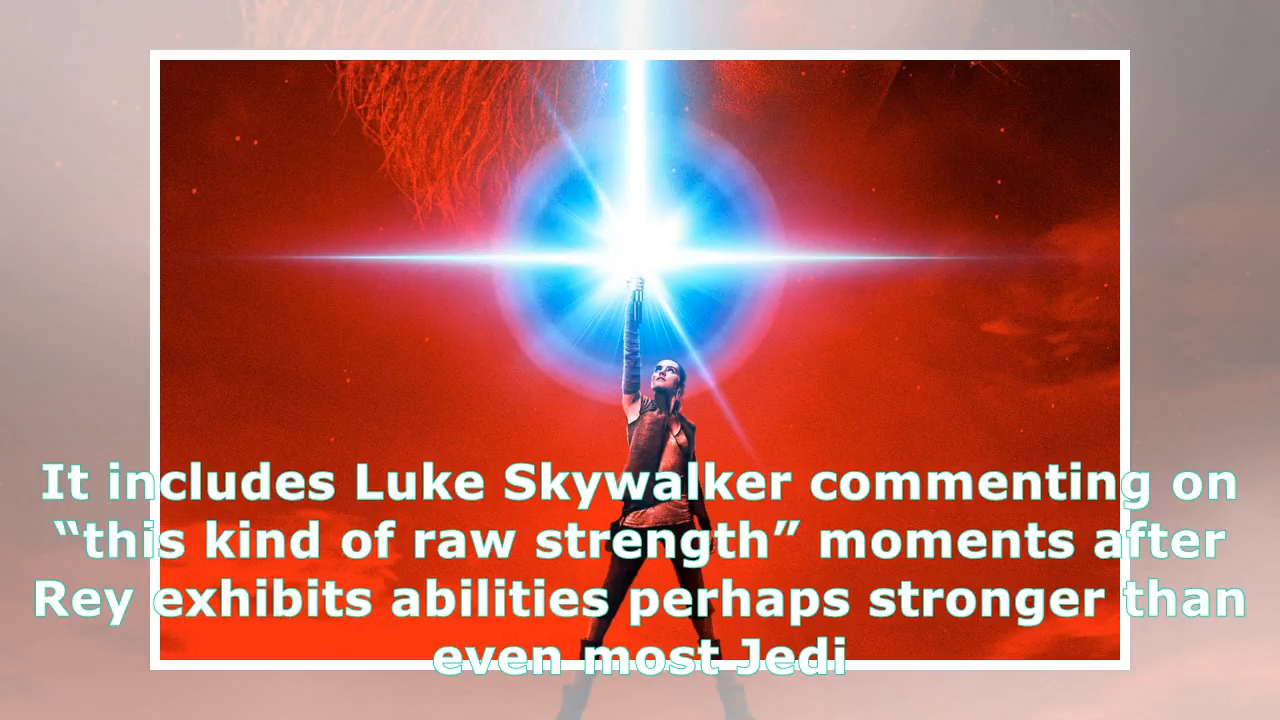 It includes Luke Skywalker commenting on
“this kind of raw strength” moments after
Rey exhibits abilities perhaps stronger than
even most Jedi